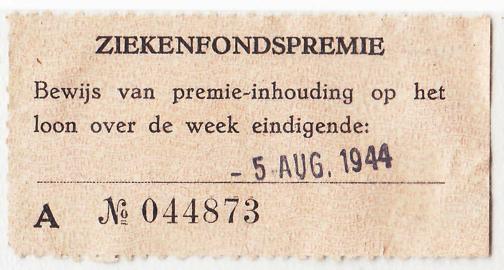 ZIEKENFONDSPREMIE
Bewijs van premie-inhouding op het
loon over de week eindigende:
- 5 AUG. 1944
A № 044873